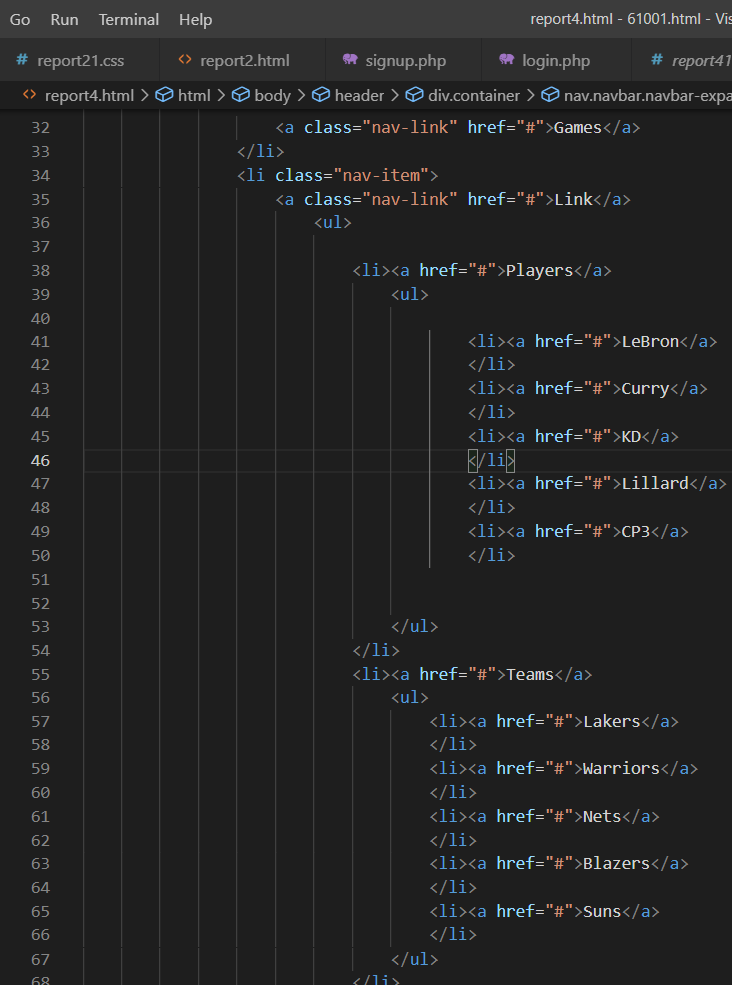 Go Run Terminal Help report4.html - 61001.html - Vis
# report21.css <> report2.html signup.php login.php # report41
<> report4.html > html > body > header > div.container > nav.navbar.navbar-expa
32 <a class="nav-link" href="#">Games</a>
33 </li>
34 <li class="nav-item">
35 <a class="nav-link" href="#">Link</a>
36 <ul>
37
38 <li><a href="#">Players</a>
39 <ul>
40
41 <li><a href="#">LeBron</a>
42 </li>
43 <li><a href="#">Curry</a>
44 </li>
45 <li><a href="#">KD</a>
46 </li>
47 <li><a href="#">Lillard</a>
48 </li>
49 <li><a href="#">CP3</a>
50 </li>
51
52
53 </ul>
54 </li>
55 <li><a href="#">Teams</a>
56 <ul>
57 <li><a href="#">Lakers</a>
58 </li>
59 <li><a href="#">Warriors</a>
60 </li>
61 <li><a href="#">Nets</a>
62 </li>
63 <li><a href="#">Blazers</a>
64 </li>
65 <li><a href="#">Suns</a>
66 </li>
67 </ul>
68 </li>